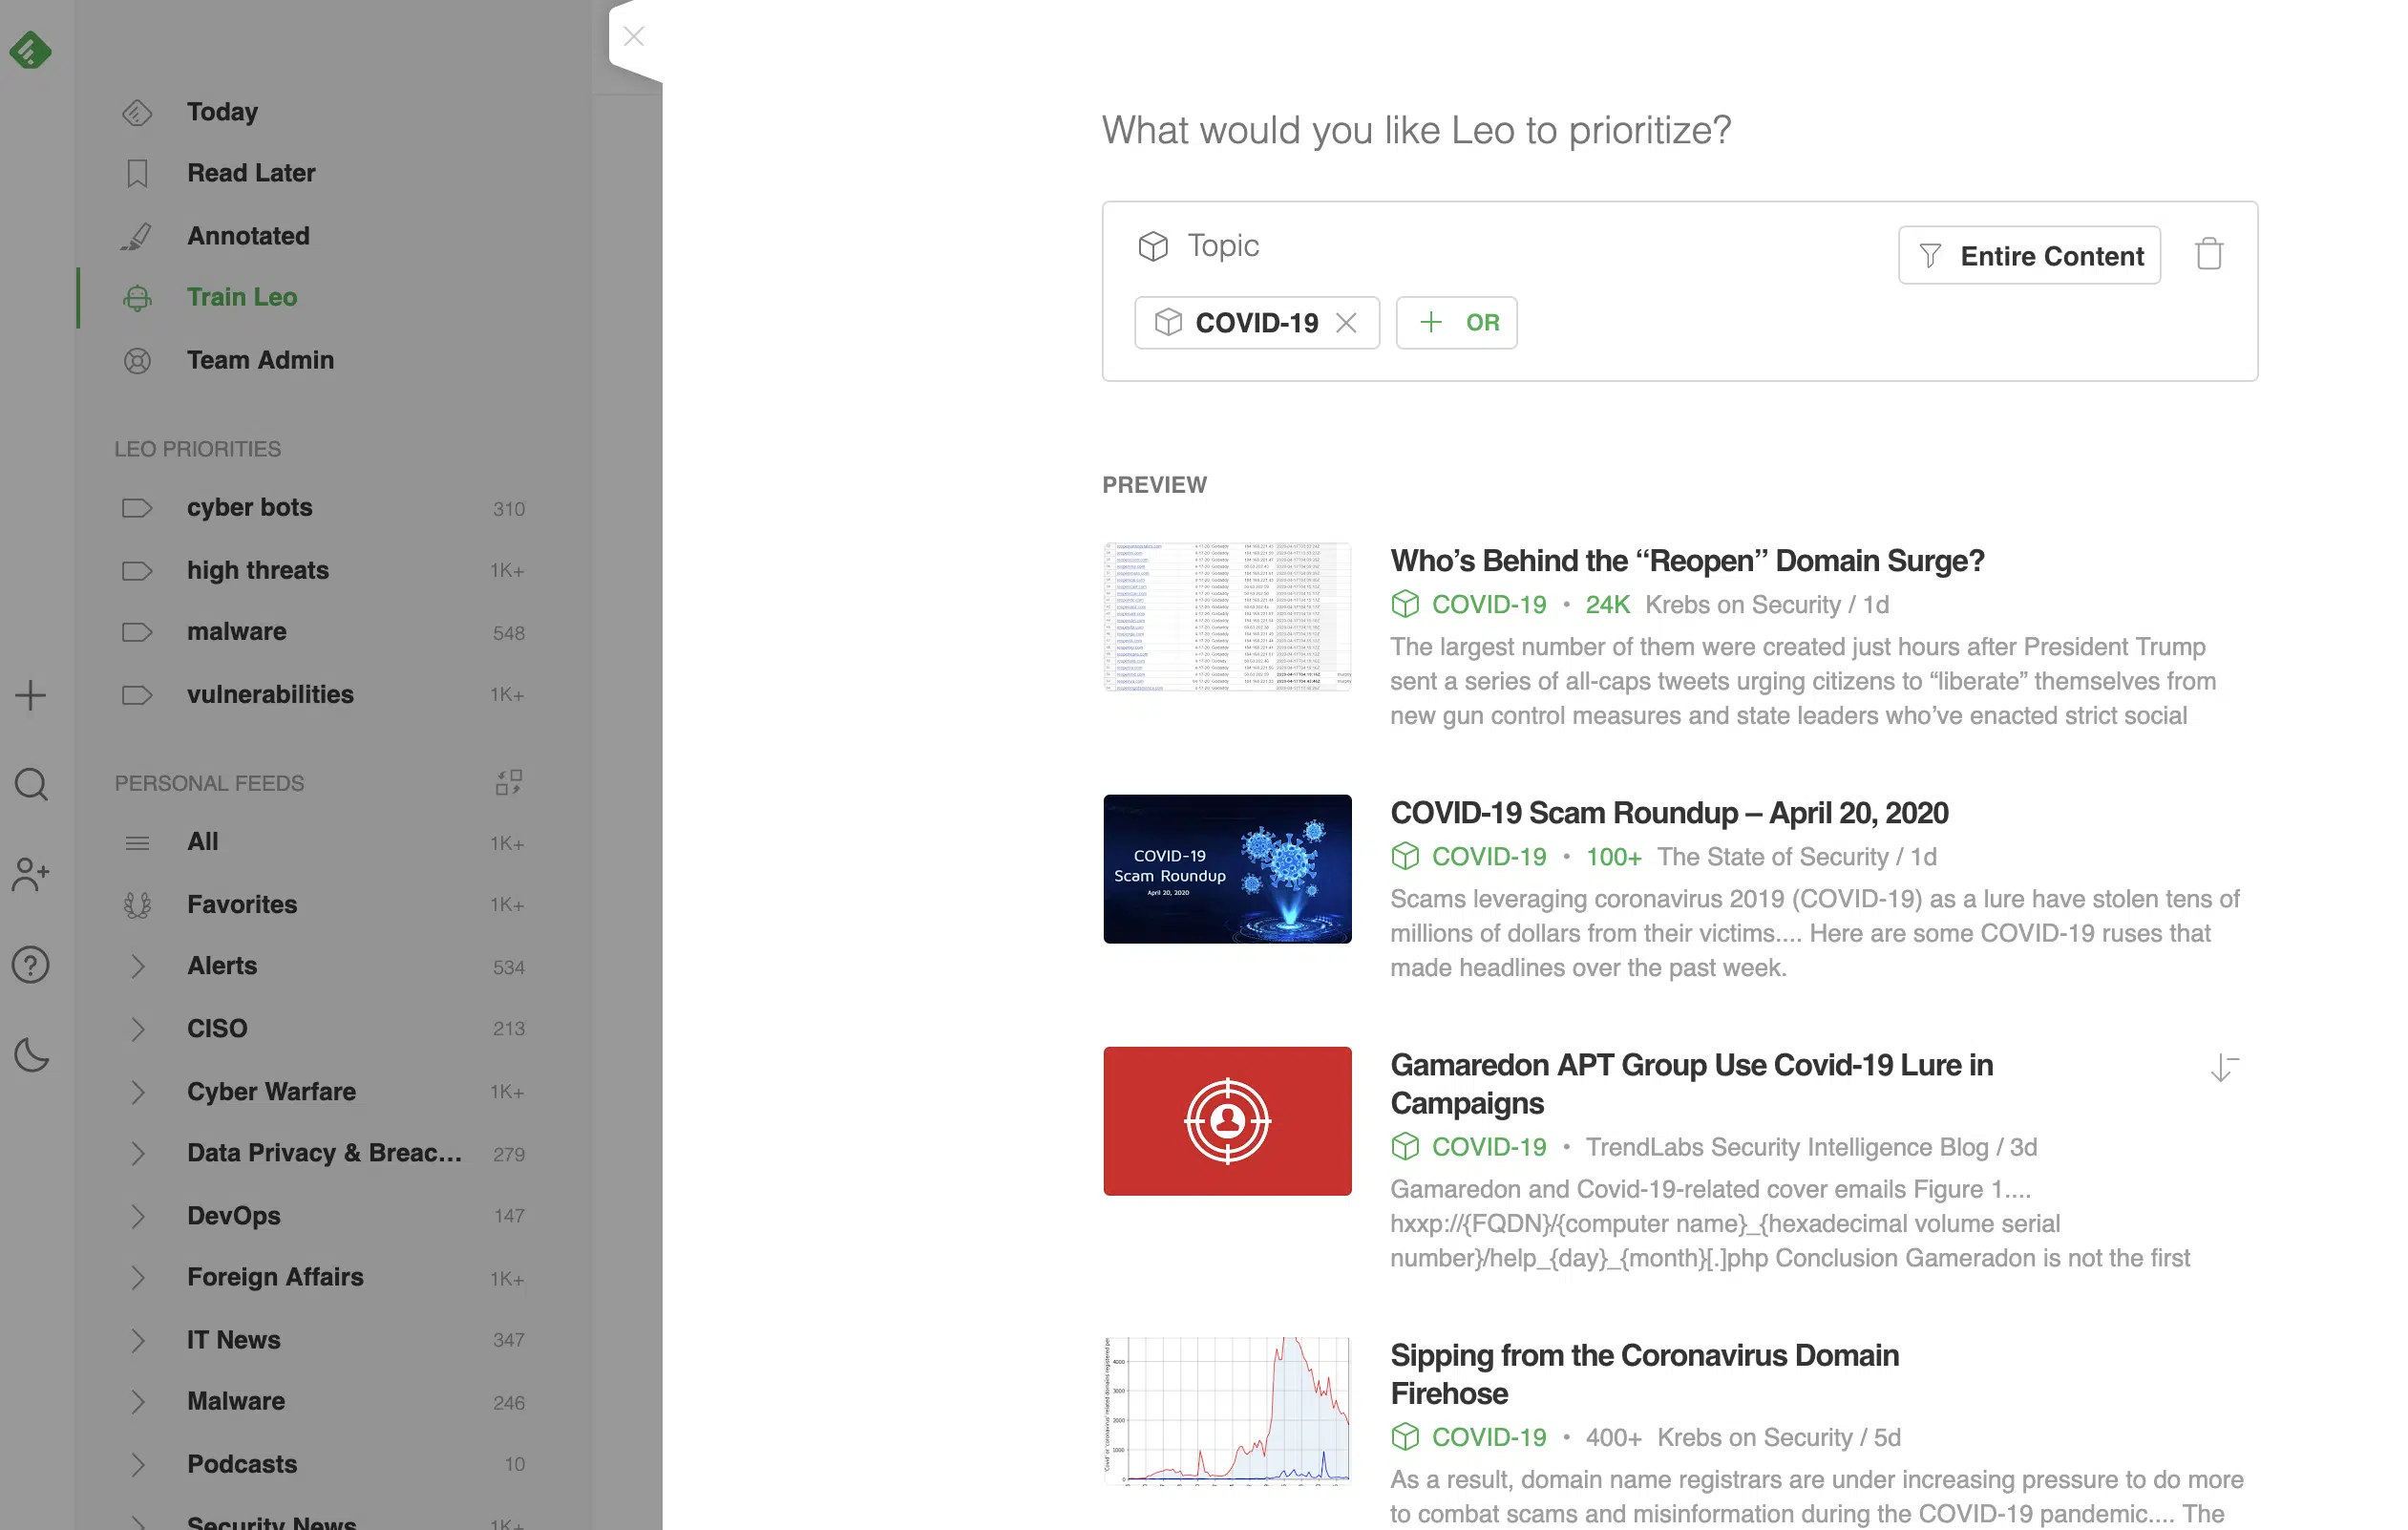 Today
Read Later
Annotated
Train Leo
Team Admin
LEO PRIORITIES
cyber bots 310
high threats 1K+
malware 548
vulnerabilities 1K+
PERSONAL FEEDS
All 1K+
Favorites 1K+
Alerts 534
CISO 213
Cyber Warfare 1K+
Data Privacy & Breac... 279
DevOps 147
Foreign Affairs 1K+
IT News 347
Malware 246
Podcasts 10
Security News 1K+
What would you like Leo to prioritize?
Topic
Entire Content
COVID-19
OR
PREVIEW
Who’s Behind the “Reopen” Domain Surge?
COVID-19 • 24K Krebs on Security / 1d
The largest number of them were created just hours after President Trump
sent a series of all-caps tweets urging citizens to “liberate” themselves from
new gun control measures and state leaders who’ve enacted strict social
COVID-19
Scam Roundup
April 20, 2020
COVID-19 Scam Roundup – April 20, 2020
COVID-19 • 100+ The State of Security / 1d
Scams leveraging coronavirus 2019 (COVID-19) as a lure have stolen tens of
millions of dollars from their victims.... Here are some COVID-19 ruses that
made headlines over the past week.
Gamaredon APT Group Use Covid-19 Lure in
Campaigns
COVID-19 • TrendLabs Security Intelligence Blog / 3d
Gamaredon and Covid-19-related cover emails Figure 1....
hxxp://{FQDN}/{computer name}_{hexadecimal volume serial
number}/help_{day}_{month}[.]php Conclusion Gameradon is not the first
4000
3000
2000
1000
0
Sipping from the Coronavirus Domain
Firehose
COVID-19 • 400+ Krebs on Security / 5d
As a result, domain name registrars are under increasing pressure to do more
to combat scams and misinformation during the COVID-19 pandemic.... The